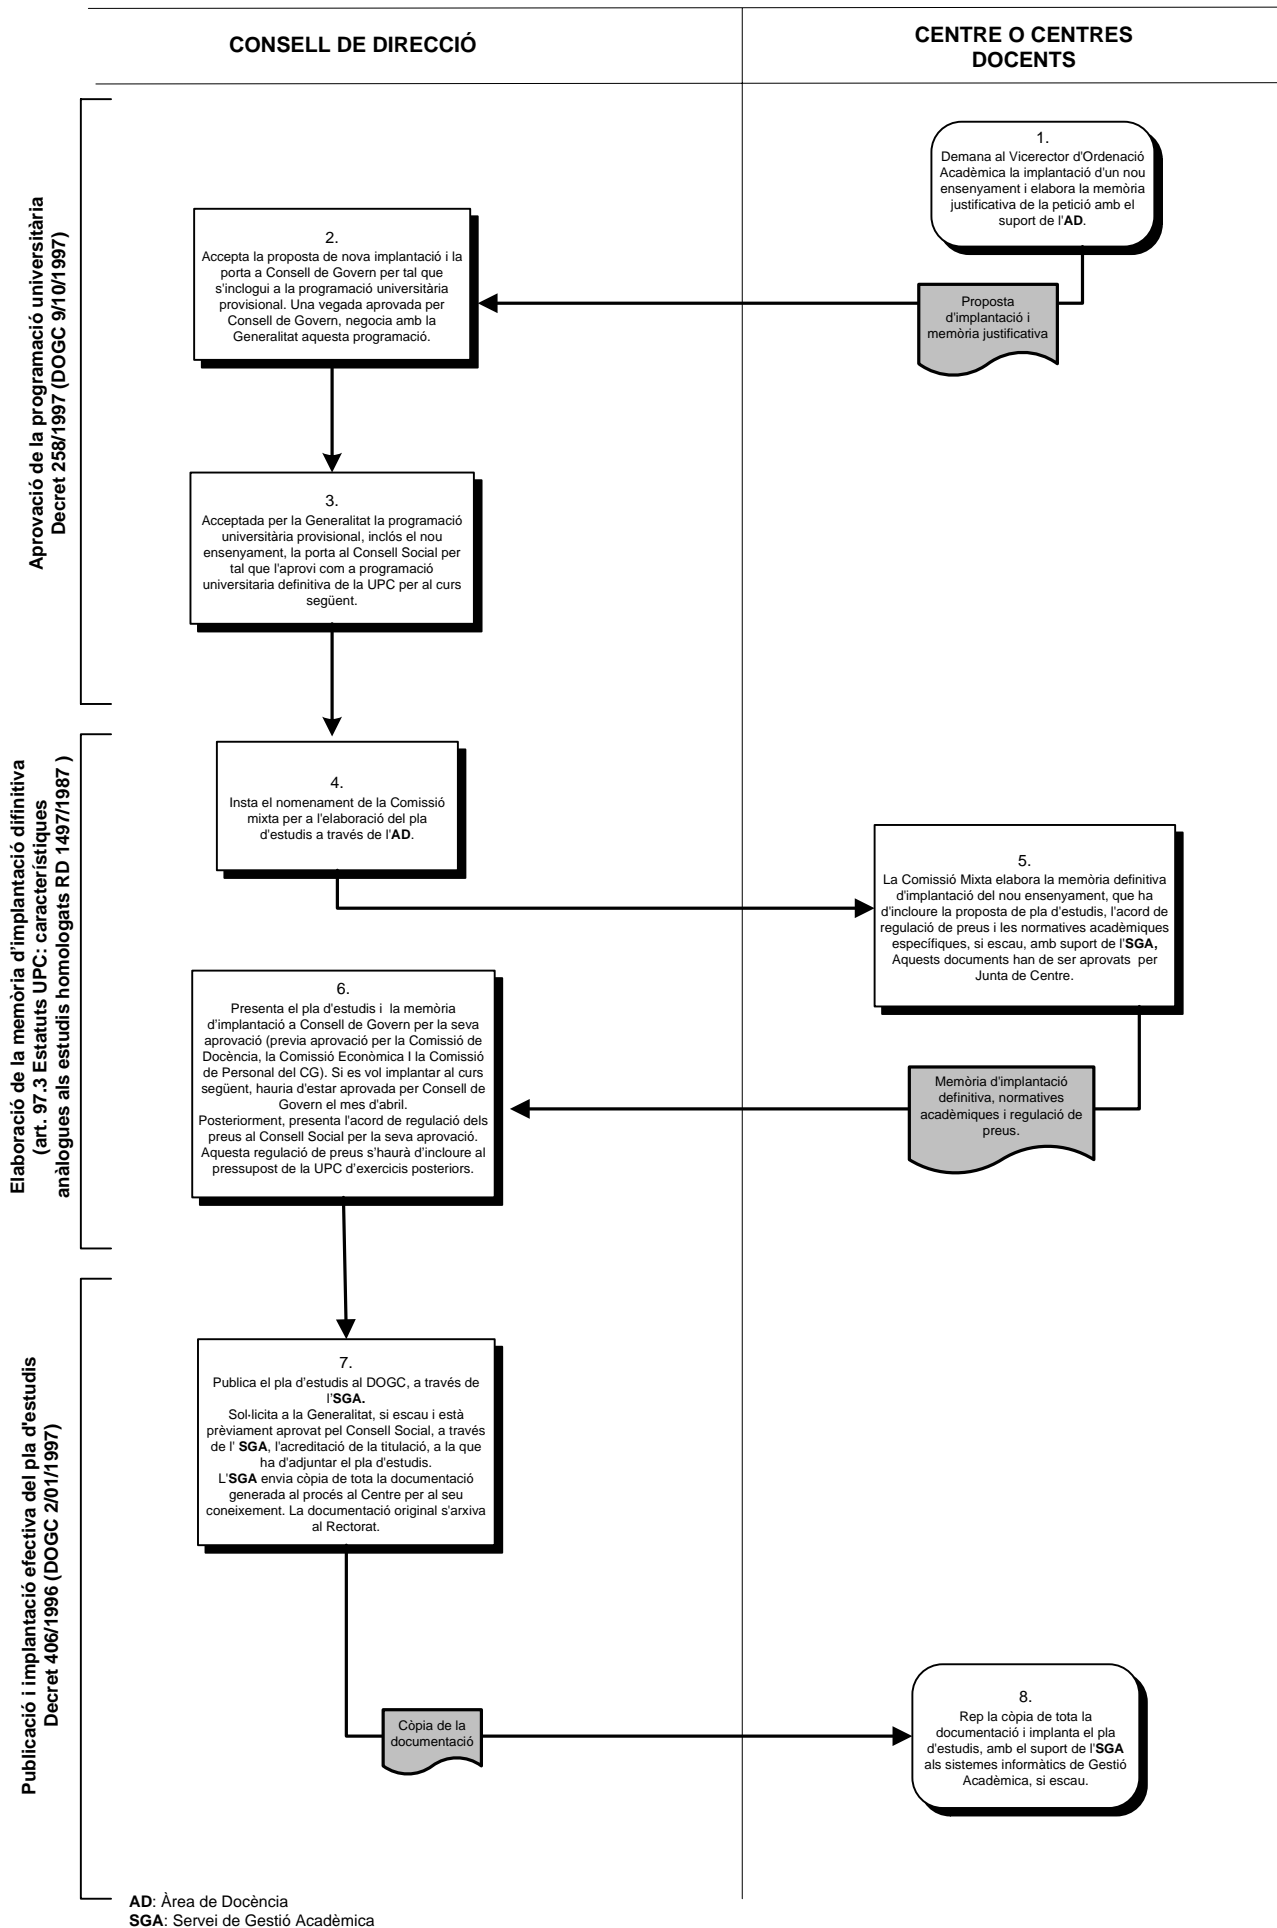 CONSELL DE DIRECCIÓ
CENTRE O CENTRES
DOCENTS
Aprovació de la programació universitària
Decret 258/1997 (DOGC 9/10/1997)
1.
Demana al Vicerector d'Ordenació
Acadèmica la implantació d'un nou
ensenyament i elabora la memòria
justificativa de la petició amb el
suport de l'AD.
Proposta
d'implantació i
memòria justificativa
2.
Accepta la proposta de nova implantació i la
porta a Consell de Govern per tal que
s'inclogui a la programació universitària
provisional. Una vegada aprovada per
Consell de Govern, negocia amb la
Generalitat aquesta programació.
3.
Acceptada per la Generalitat la programació
universitària provisional, inclós el nou
ensenyament, la porta al Consell Social per
tal que l'aprovi com a programació
universitaria definitiva de la UPC per al curs
següent.
Elaboració de la memòria d'implantació difinitiva
(art. 97.3 Estatuts UPC: característiques
anàlogues als estudis homologats RD 1497/1987 )
4.
Insta el nomenament de la Comissió
mixta per a l'elaboració del pla
d'estudis a través de l'AD.
5.
La Comissió Mixta elabora la memòria definitiva
d'implantació del nou ensenyament, que ha
d'incloure la proposta de pla d'estudis, l'acord de
regulació de preus i les normatives acadèmiques
específiques, si escau, amb suport de l'SGA,
Aquests documents han de ser aprovats per
Junta de Centre.
Memòria d'implantació
definitiva, normatives
acadèmiques i regulació de
preus.
6.
Presenta el pla d'estudis i la memòria
d'implantació a Consell de Govern per la seva
aprovació (previa aprovació per la Comissió de
Docència, la Comissió Econòmica I la Comissió
de Personal del CG). Si es vol implantar al curs
següent, hauria d'estar aprovada per Consell de
Govern el mes d'abril.
Posteriorment, presenta l'acord de regulació dels
preus al Consell Social per la seva aprovació.
Aquesta regulació de preus s'haurà d'incloure al
pressupost de la UPC d'exercicis posteriors.
Publicació i implantació efectiva del pla d'estudis
Decret 406/1996 (DOGC 2/01/1997)
7.
Publica el pla d'estudis al DOGC, a través de
l'SGA.
Sol·licita a la Generalitat, si escau i està
prèviament aprovat pel Consell Social, a través
de l' SGA, l'acreditació de la titulació, a la que
ha d'adjuntar el pla d'estudis.
L'SGA envia còpia de tota la documentació
generada al procés al Centre per al seu
coneixement. La documentació original s'arxiva
al Rectorat.
Còpia de la
documentació
8.
Rep la còpia de tota la
documentació i implanta el pla
d'estudis, amb el suport de l'SGA
als sistemes informàtics de Gestió
Acadèmica, si escau.
AD: Àrea de Docència
SGA: Servei de Gestió Acadèmica